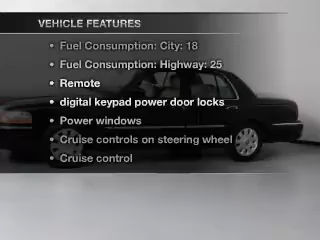 VEHICLE FEATURES
• Fuel Consumption: City: 18
• Fuel Consumption: Highway: 25
• Remote
• digital keypad power door locks
• Power windows
• Cruise controls on steering wheel
• Cruise control